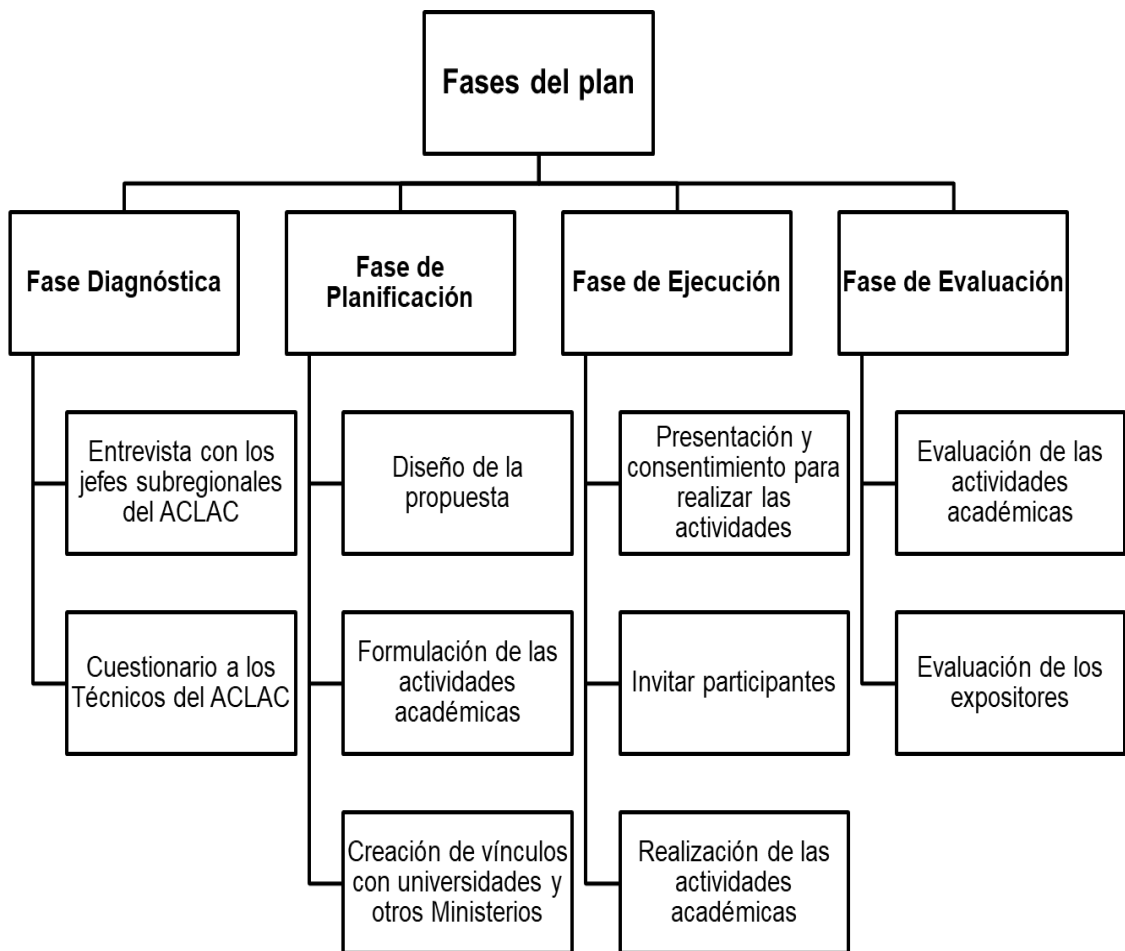 Fases del plan
Fase Diagnóstica
Entrevista con los
jefes subregionales
del ACLAC
Cuestionario a los
Técnicos del ACLAC
Fase de
Planificación
Diseño de la
propuesta
Formulación de las
actividades
académicas
Creación de vínculos
con universidades y
otros Ministerios
Fase de Ejecución
Presentación y
consentimiento para
realizar las
actividades
Invitar participantes
Realización de las
actividades
académicas
Fase de Evaluación
Evaluación de las
actividades
académicas
Evaluación de los
expositores